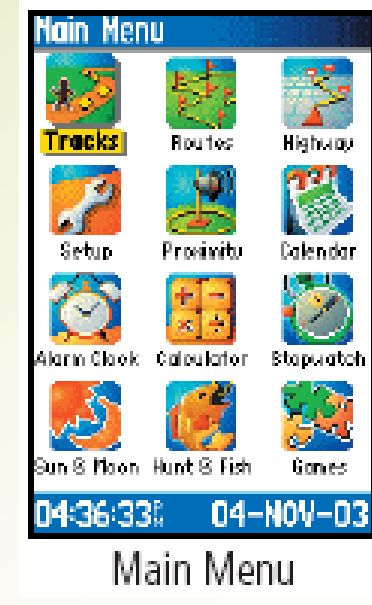 Main Menu
Tracks Routes Highway
Setup Proximity Calendar
Alarm Clock Calculator Stopwatch
Sun & Moon Hunt & Fish Games
04:36:33PM 04-NOV-03
Main Menu